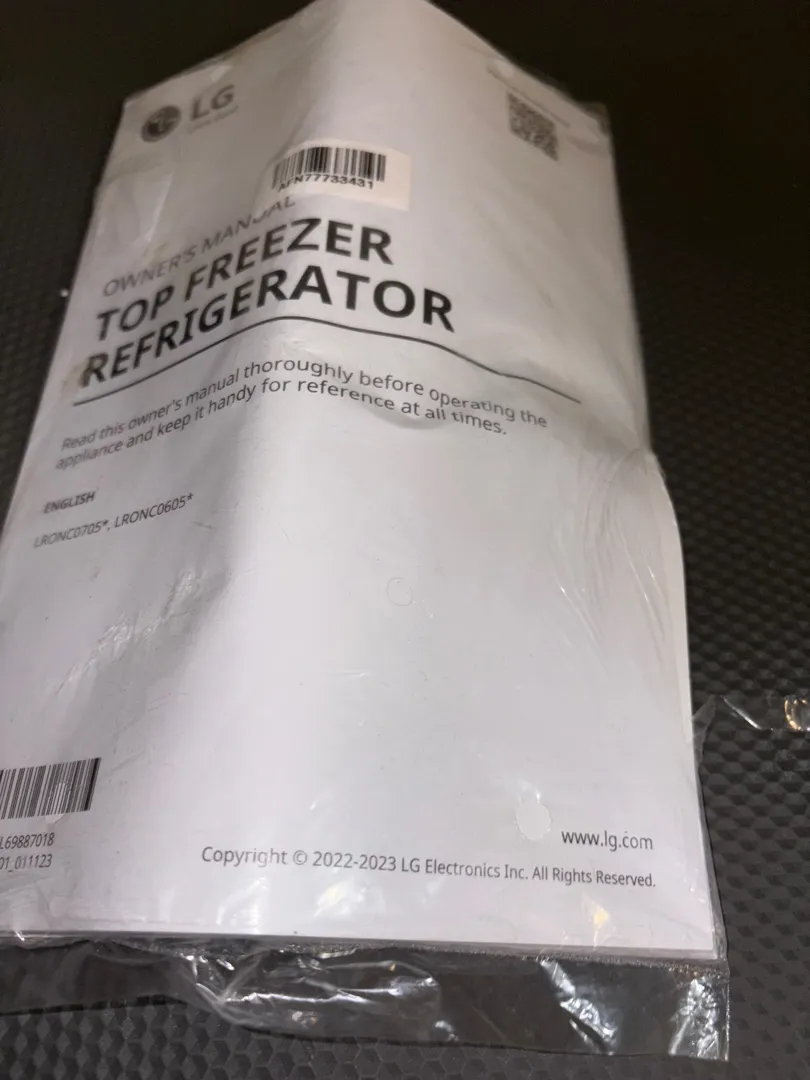 LG
AFN77733431
OWNER'S MANUAL
TOP FREEZER
REFRIGERATOR
Read this owner's manual thoroughly before operating the
appliance and keep it handy for reference at all times.
ENGLISH
LRONC0705*, LRONC0605*
L69887018
01_011123
www.lg.com
Copyright © 2022-2023 LG Electronics Inc. All Rights Reserved.